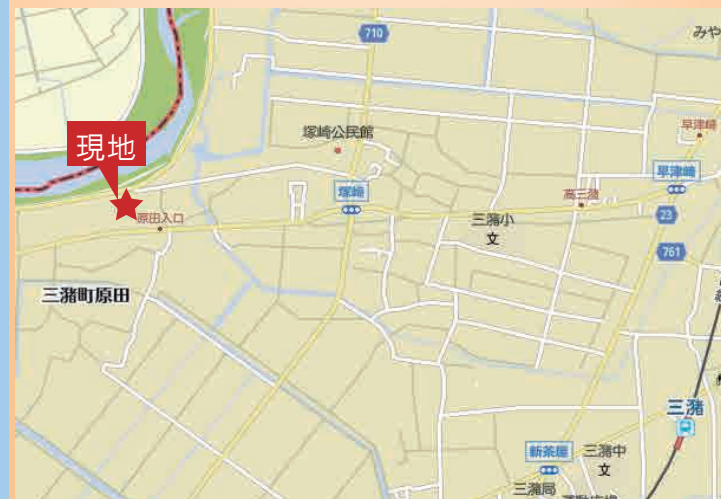 710
みや
塚崎公民館
早津崎
現地
早津崎
塚崎
高三潴
原田入口
三潴小
文
23
761
三潴町原田
三潴
新茶屋
三潴中
文
三潴局